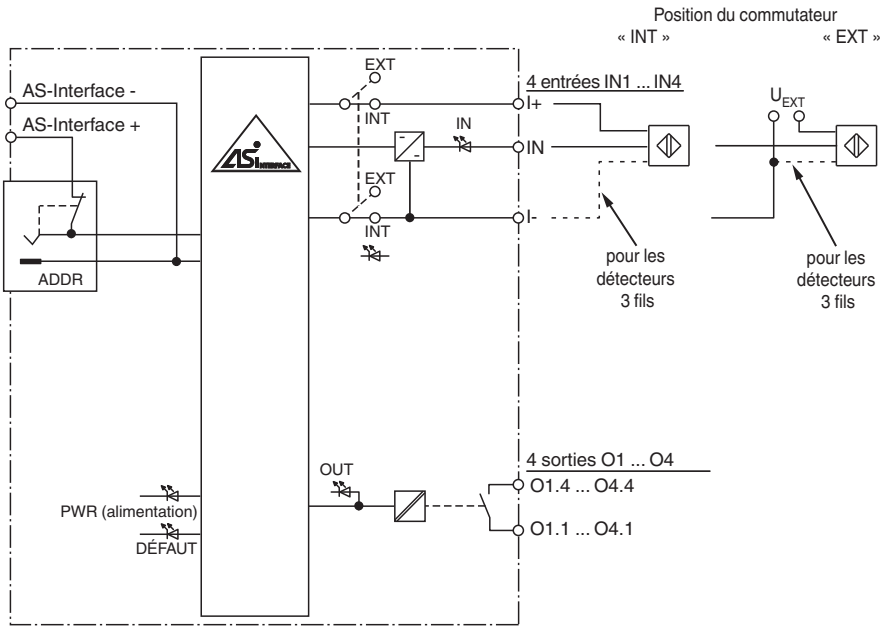 Position du commutateur
« INT »
« EXT »
AS-Interface -
AS-Interface +
ADDR
ASi INTERFACE
EXT
INT
IN
EXT
INT
4 entrées IN1 ... IN4
I+
IN
I-
U EXT
pour les
détecteurs
3 fils
pour les
détecteurs
3 fils
PWR (alimentation)
DÉFAUT
OUT
4 sorties O1 ... O4
O1.4 ... O4.4
O1.1 ... O4.1